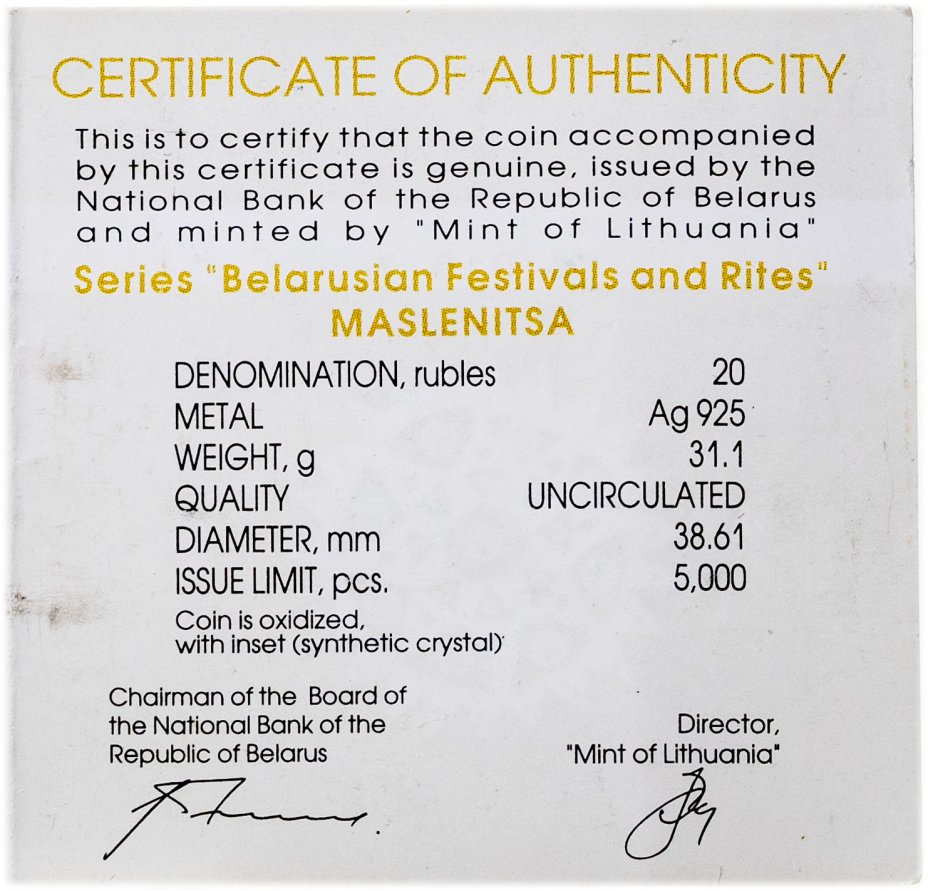 CERTIFICATE OF AUTHENTICITY
This is to certify that the coin accompanied
by this certificate is genuine, issued by the
National Bank of the Republic of Belarus
and minted by "Mint of Lithuania"
Series "Belarusian Festivals and Rites"
MASLENITSA
DENOMINATION, rubles 20
METAL Ag 925
WEIGHT, g 31.1
QUALITY UNCIRCULATED
DIAMETER, mm 38.61
ISSUE LIMIT, pcs. 5,000
Coin is oxidized,
with inset (synthetic crystal)
Chairman of the Board of
the National Bank of the
Republic of Belarus
Director,
"Mint of Lithuania"